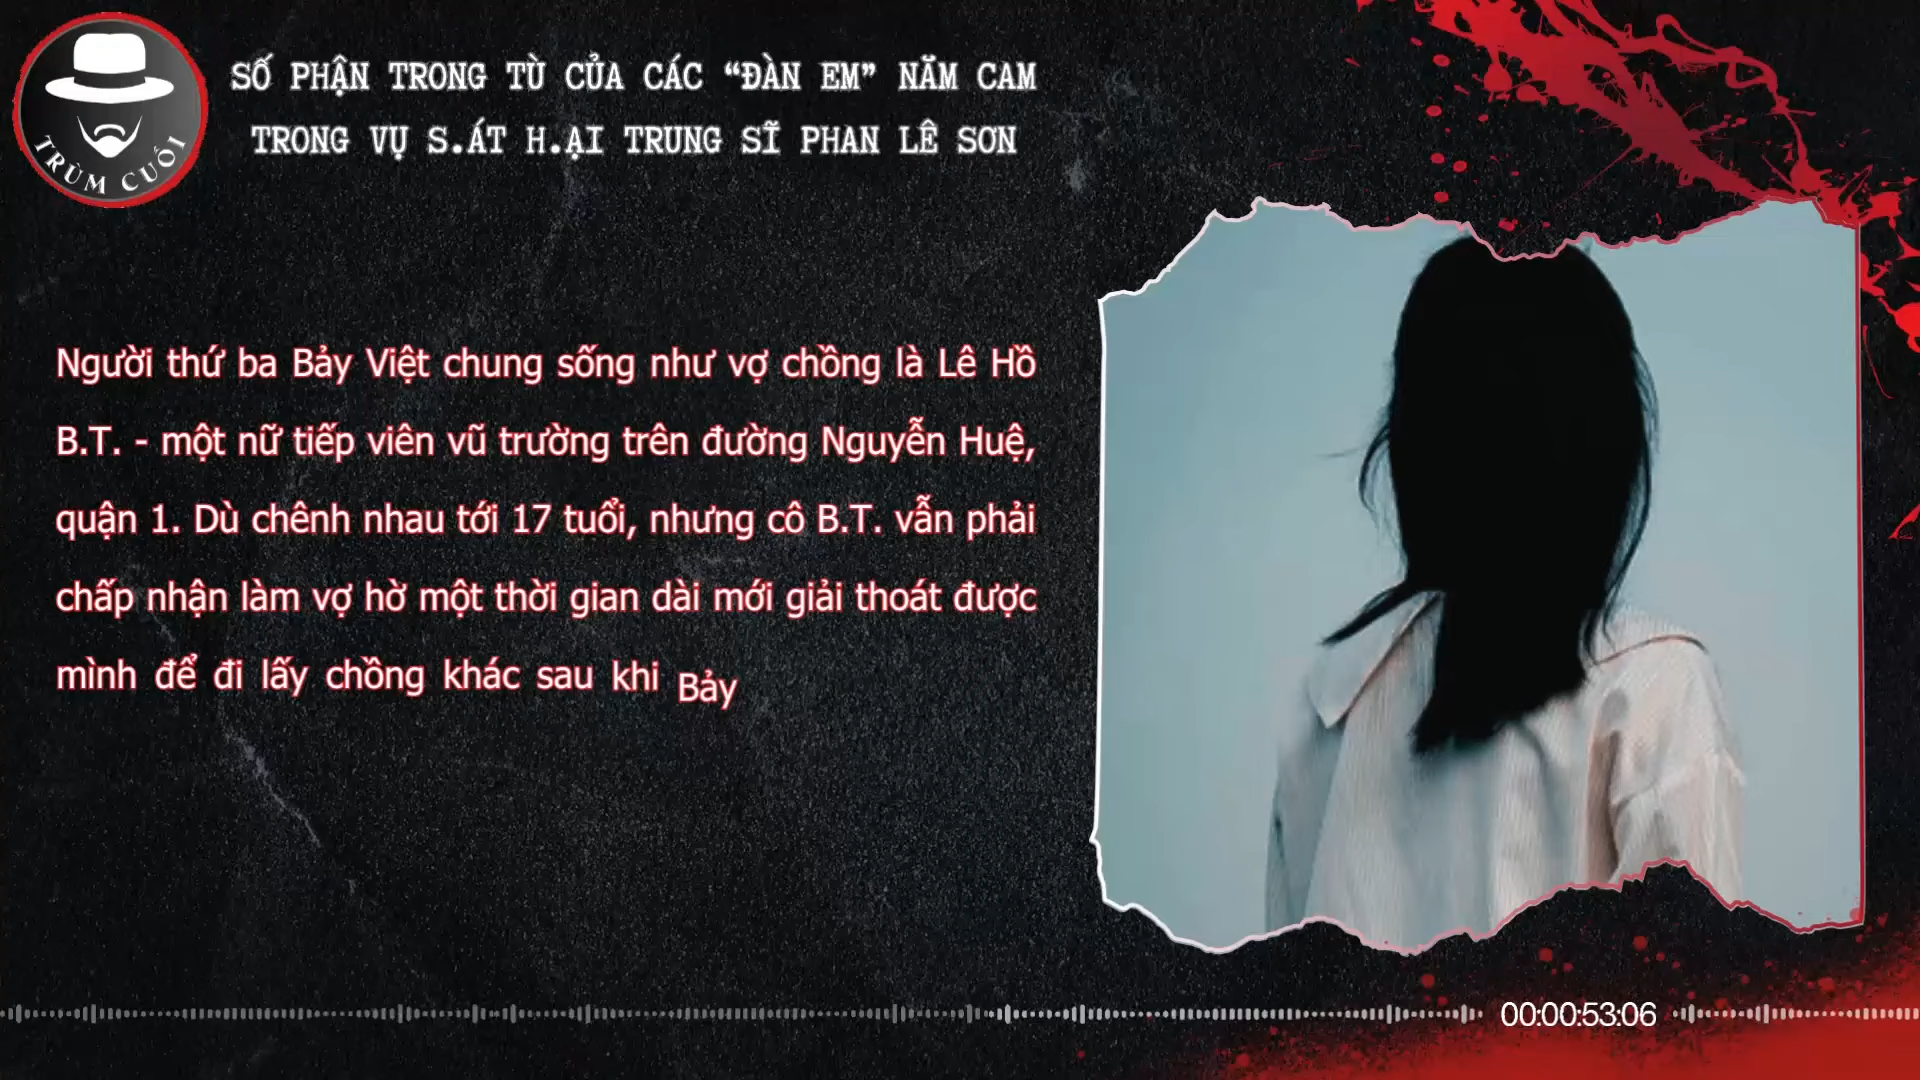 TRÙM CUỐI
SỐ PHẬN TRONG TÙ CỦA CÁC “ĐÀN EM” NĂM CAM
TRONG VỤ S.ÁT H.ẠI TRUNG SĨ PHAN LÊ SƠN
Người thứ ba Bảy Việt chung sống như vợ chồng là Lê Hồ
B.T. - một nữ tiếp viên vũ trường trên đường Nguyễn Huệ,
quận 1. Dù chênh nhau tới 17 tuổi, nhưng cô B.T. vẫn phải
chấp nhận làm vợ hờ một thời gian dài mới giải thoát được
mình để đi lấy chồng khác sau khi Bảy
00:00:53:06